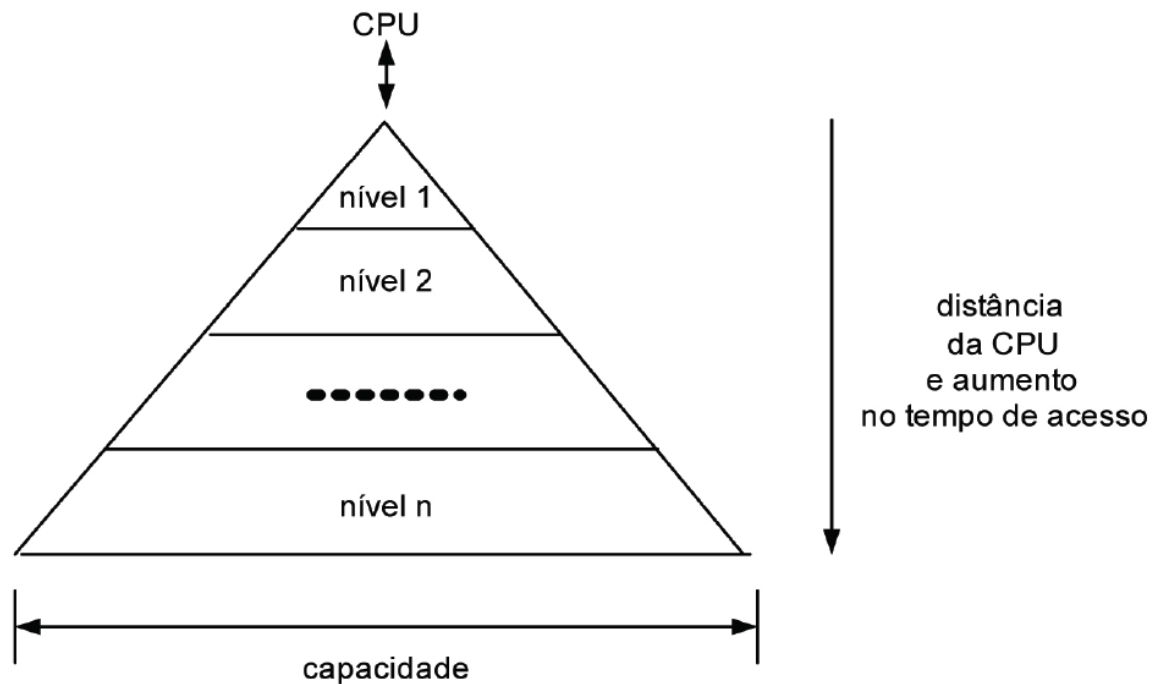 CPU
nível 1
nível 2
nível n
distância
da CPU
e aumento
no tempo de acesso
capacidade